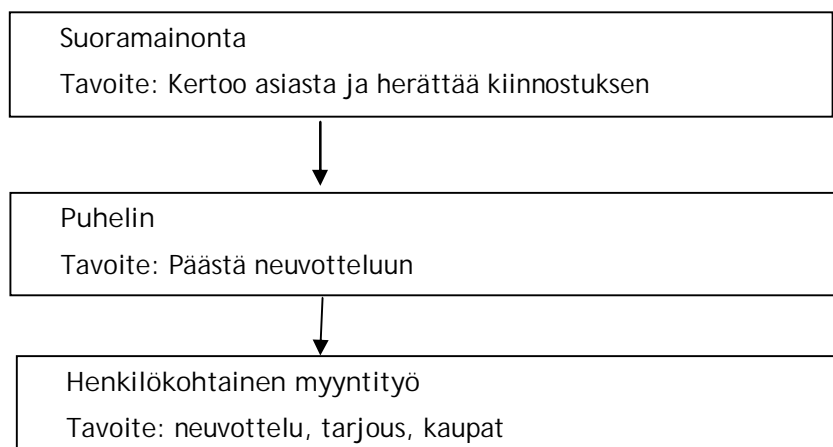 Suoramainonta
Tavoite: Kertoo asiasta ja herättää kiinnostuksen
Puhelin
Tavoite: Päästä neuvotteluun
Henkilökohtainen myyntityö
Tavoite: neuvottelu, tarjous, kaupat